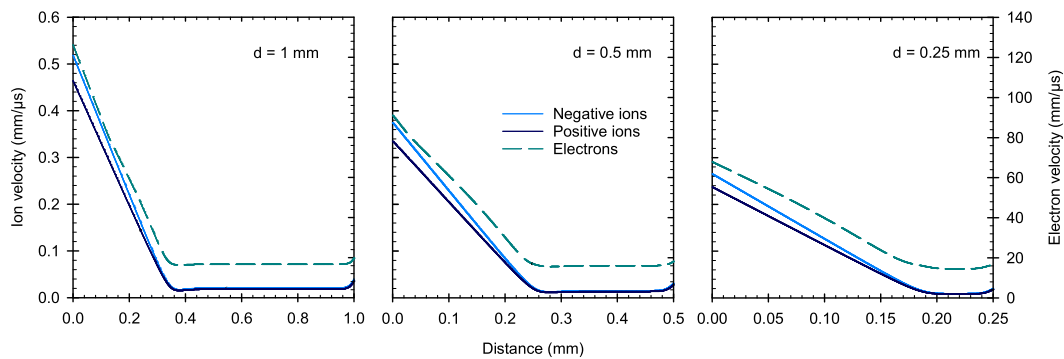 0.6
0.5
0.4
0.3
0.2
0.1
0.0
Ion velocity (mm/μs)
d = 1 mm
0.0 0.2 0.4 0.6 0.8 1.0
d = 0.5 mm
Negative ions
Positive ions
Electrons
0.0 0.1 0.2 0.3 0.4 0.5
Distance (mm)
d = 0.25 mm
0.00 0.05 0.10 0.15 0.20 0.25
140
120
100
80
60
40
20
0
Electron velocity (mm/μs)